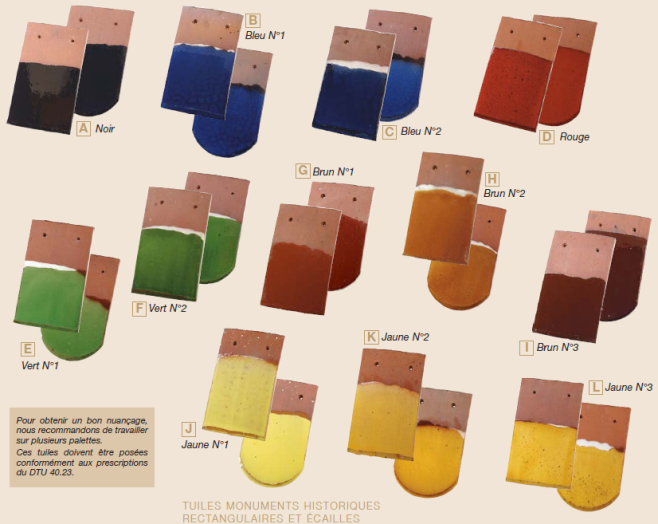 A Noir
B
Bleu N°1
C Bleu N°2
D Rouge
E
Vert N°1
F Vert N°2
G Brun N°1
H
Brun N°2
I Brun N°3
J
Jaune N°1
K Jaune N°2
L Jaune N°3
Pour obtenir un bon nuançage,
nous recommandons de travailler
sur plusieurs palettes.
Ces tuiles doivent être posées
conformément aux prescriptions
du DTU 40.23.
TUILES MONUMENTS HISTORIQUES
RECTANGULAIRES ET ÉCAILLES